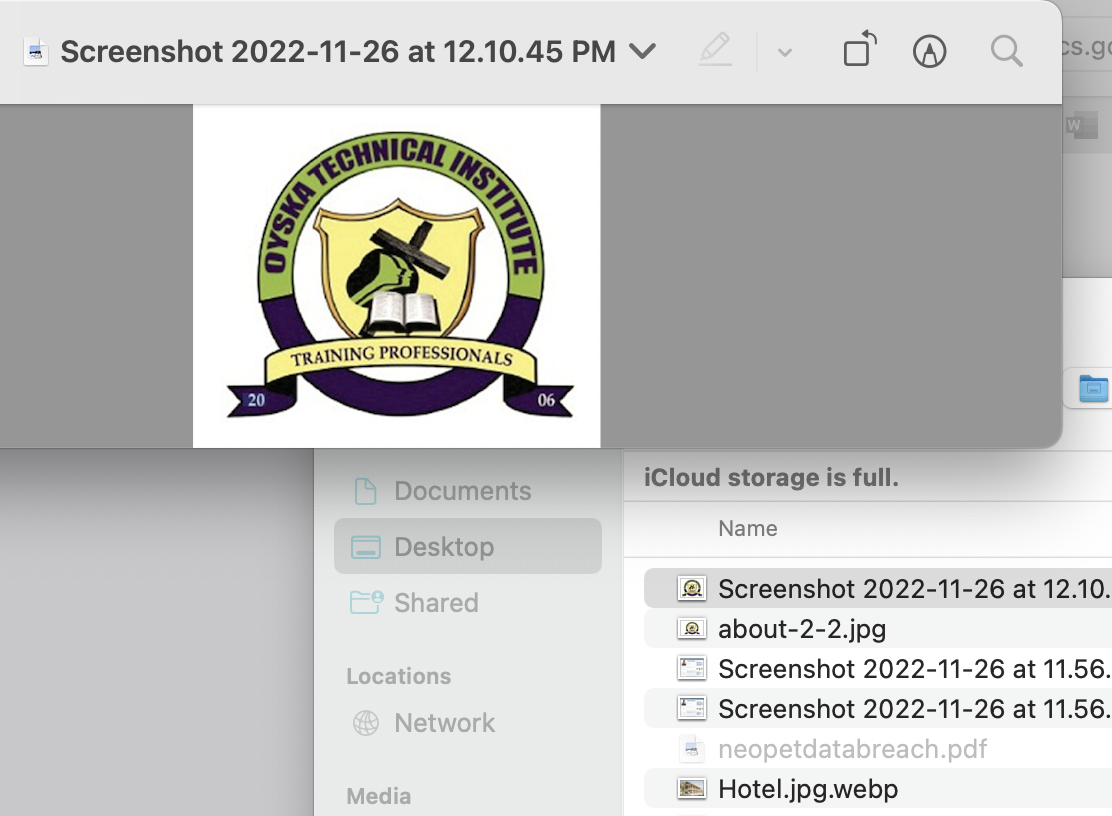 Screenshot 2022-11-26 at 12.10.45 PM
cs.go
W
OYSKA TECHNICAL INSTITUTE
TRAINING PROFESSIONALS
20 06
Documents
Desktop
Shared
Locations
Network
Media
iCloud storage is full.
Name
Screenshot 2022-11-26 at 12.10.
about-2-2.jpg
Screenshot 2022-11-26 at 11.56.
Screenshot 2022-11-26 at 11.56.
neopetdatabreach.pdf
Hotel.jpg.webp